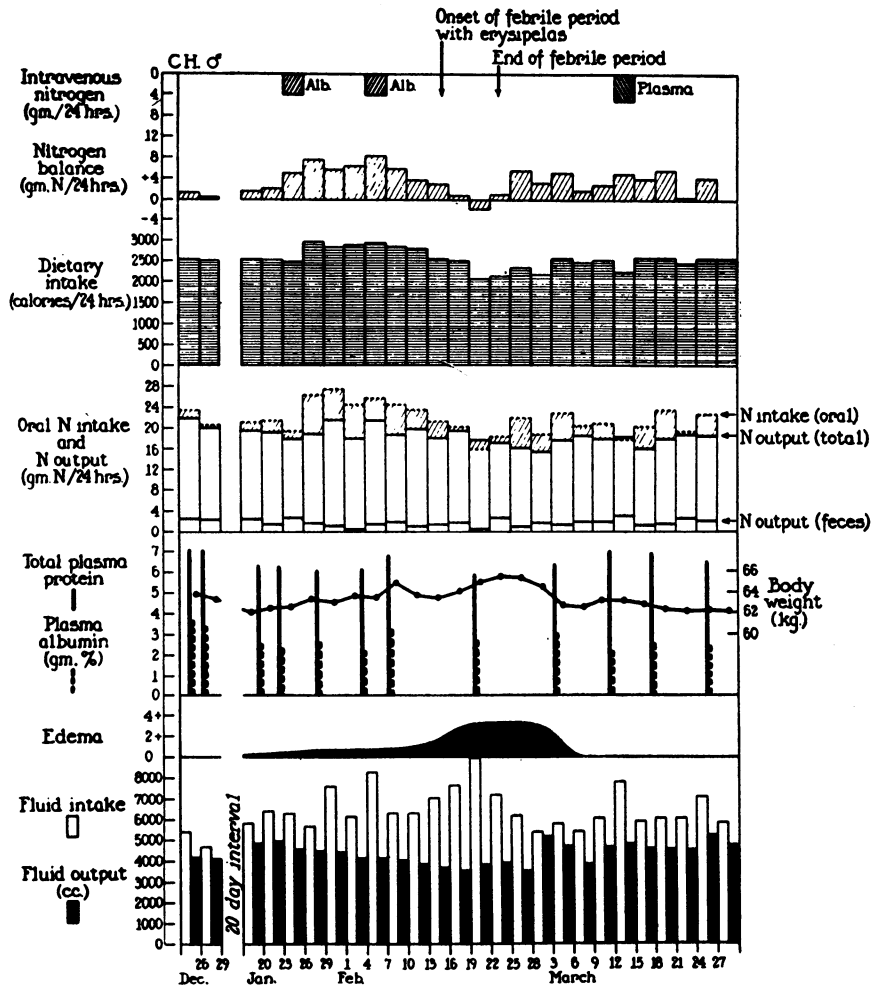 Onset of febrile period
with erysipelas
End of febrile period
C.H. ♂
Intravenous
nitrogen
(gm./24 hrs.)
0
4
8
12
Alb.
Alb.
Plasma
Nitrogen
balance
(gm. N/24 hrs.)
8
+4
0
-4
Dietary
intake
(calories/24 hrs.)
3000
2500
2000
1500
1000
500
0
Oral N intake
and
N output
(gm. N/24 hrs.)
28
24
20
16
12
8
4
0
N intake (oral)
N output (total)
N output (feces)
Total plasma
protein
Plasma
albumin
(gm. %)
7
6
5
4
3
2
1
0
66
64
62
60
Body
weight
(kg.)
Edema
4+
2+
0
Fluid intake
Fluid output
(cc.)
8000
7000
6000
5000
4000
3000
2000
1000
0
20 day interval
26 29 20 23 26 29 1 4 7 10 13 16 19 22 25 28 3 6 9 12 15 18 21 24 27
Dec. Jan. Feb. March